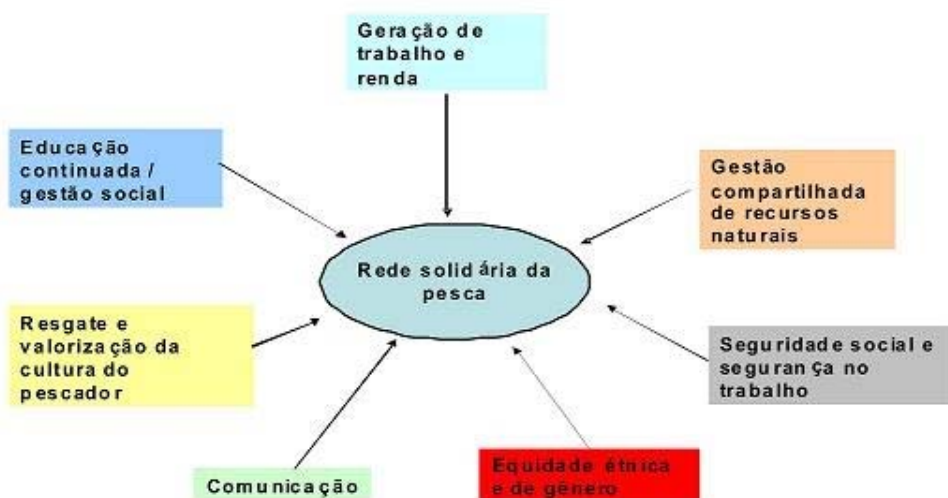 Geração de
trabalho e
renda
Educação
continuada /
gestão social
Gestão
compartilhada
de recursos
naturais
Rede solidária da
pesca
Resgate e
valorização da
cultura do
pescador
Seguridade social e
segurança no
trabalho
Comunicação
Equidade étnica
e de gênero